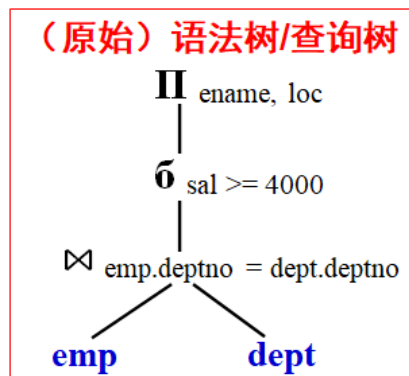 （原始）语法树/查询树
Π ename, loc
б sal >= 4000
⋈ emp.deptno = dept.deptno
emp dept